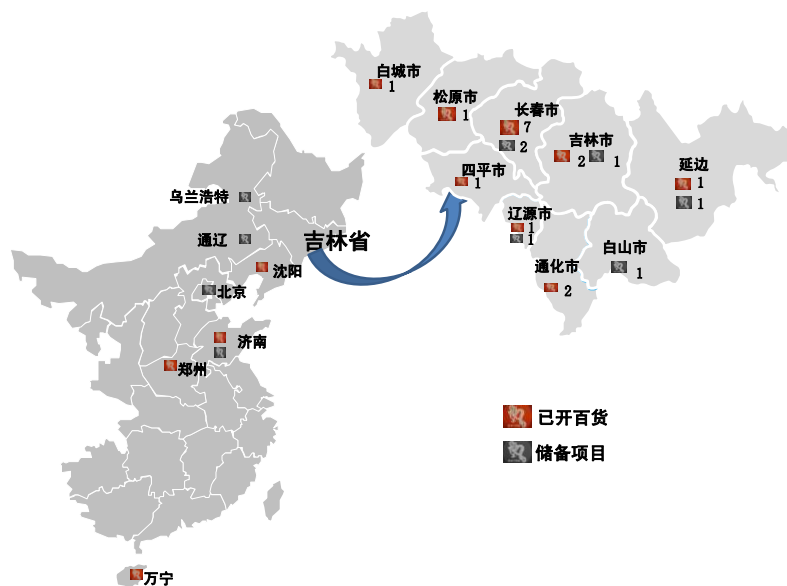 白城市
1
松原市
1
长春市
7
2
吉林市
2
1
延边
1
1
四平市
1
辽源市
1
1
白山市
1
通化市
2
乌兰浩特
通辽
吉林省
沈阳
北京
济南
郑州
万宁
已开百货
储备项目